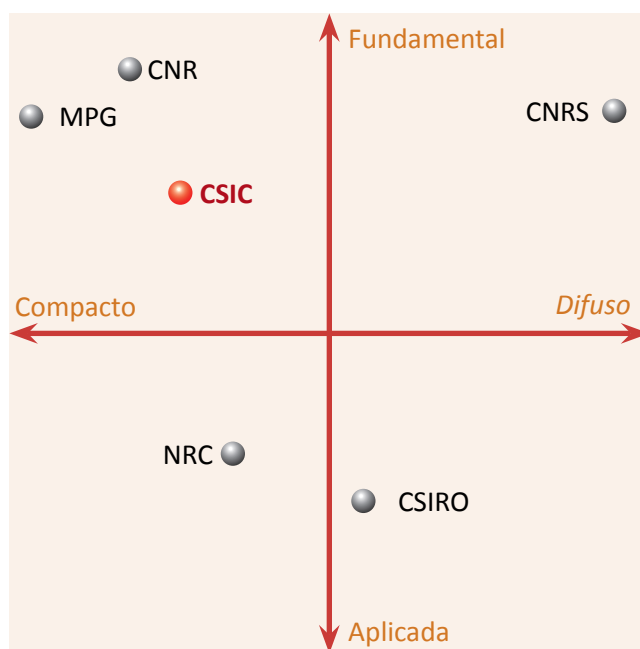 Fundamental
CNR
MPG
CNRS
CSIC
Compacto
Difuso
NRC
CSIRO
Aplicada